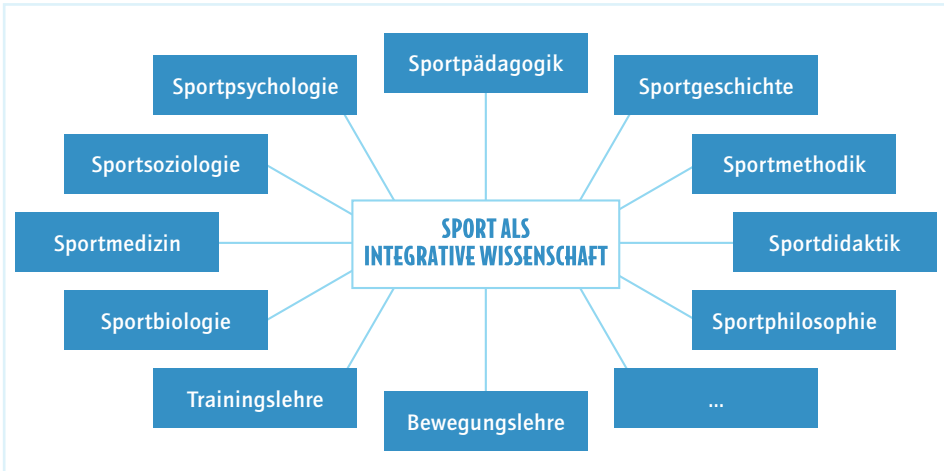 Sportpädagogik
Sportpsychologie
Sportgeschichte
Sportsoziologie
Sportmethodik
SPORT ALS
INTEGRATIVE WISSENSCHAFT
Sportmedizin
Sportdidaktik
Sportbiologie
Sportphilosophie
Trainingslehre
...
Bewegungslehre